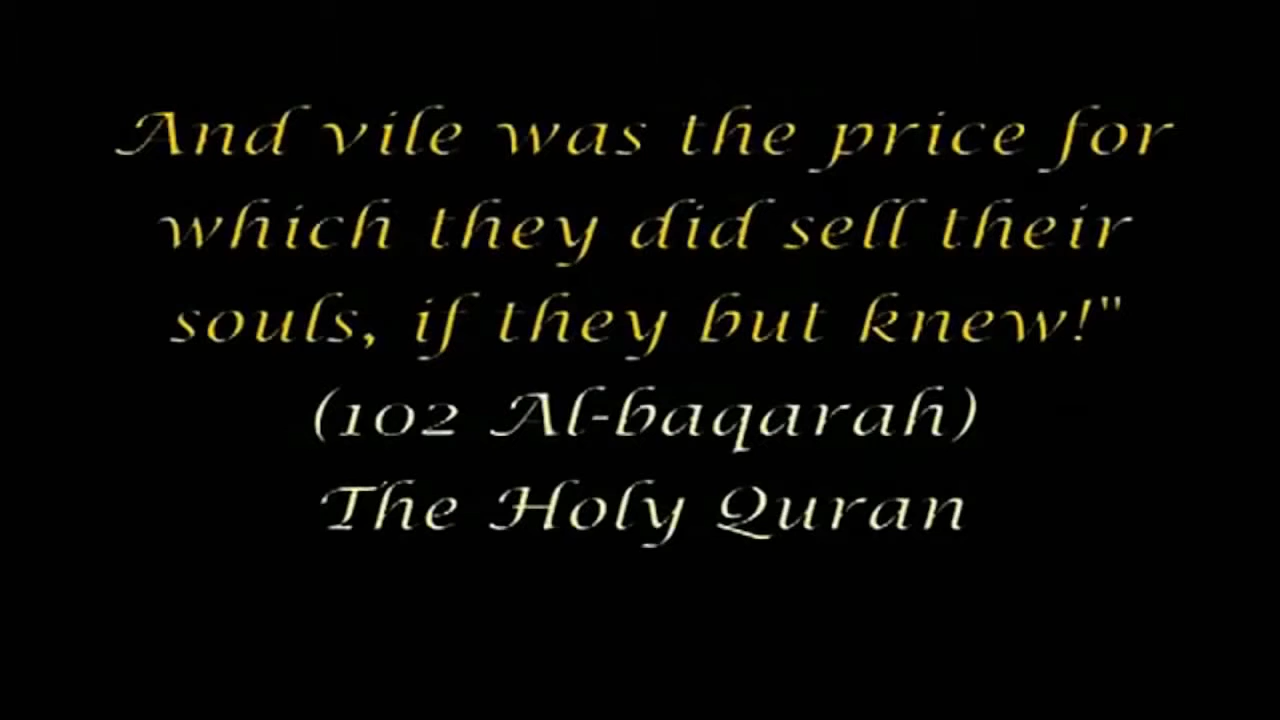 And vile was the price for
which they did sell their
souls, if they but knew!"
(102 Al-baqarah)
The Holy Quran